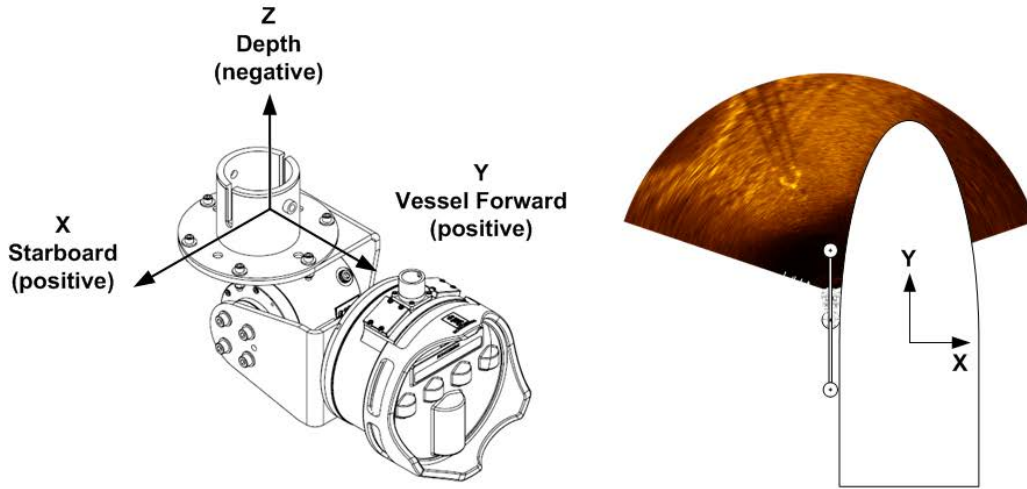 Z
Depth
(negative)
Y
Vessel Forward
(positive)
X
Starboard
(positive)
Y
X